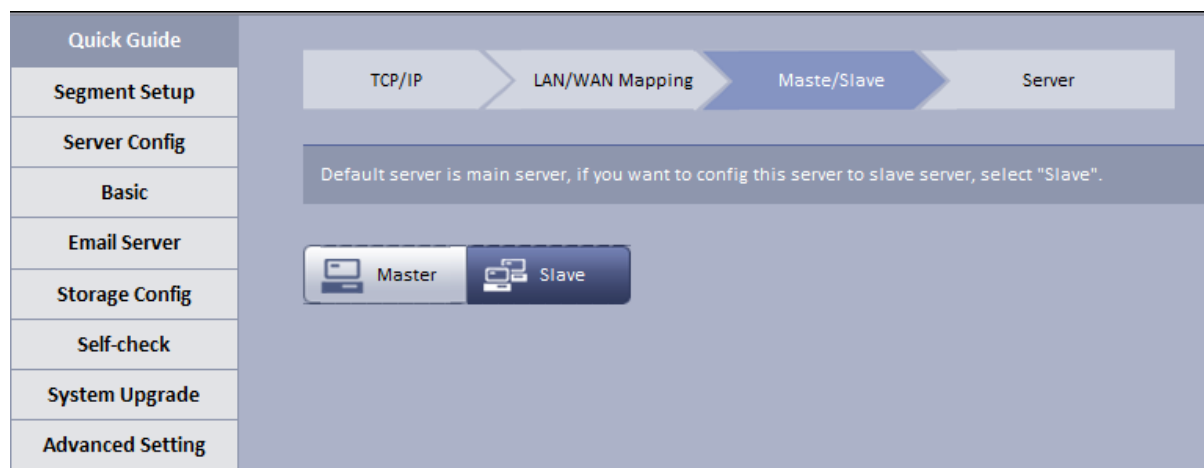 Quick Guide
Segment Setup
Server Config
Basic
Email Server
Storage Config
Self-check
System Upgrade
Advanced Setting
TCP/IP
LAN/WAN Mapping
Maste/Slave
Server
Default server is main server, if you want to config this server to slave server, select "Slave".
Master
Slave